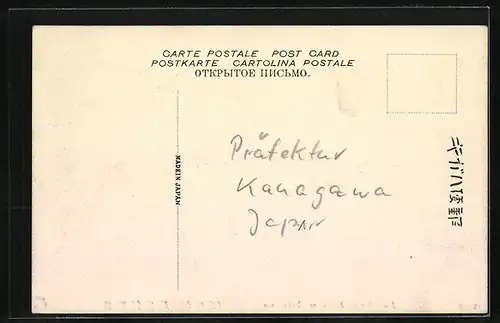 CARTE POSTALE POST CARD
POSTKARTE CARTOLINA POSTALE
ОТКРЫТОЕ ПИСЬМО.
MADE IN JAPAN
Präfektur
Kanagawa
Japan